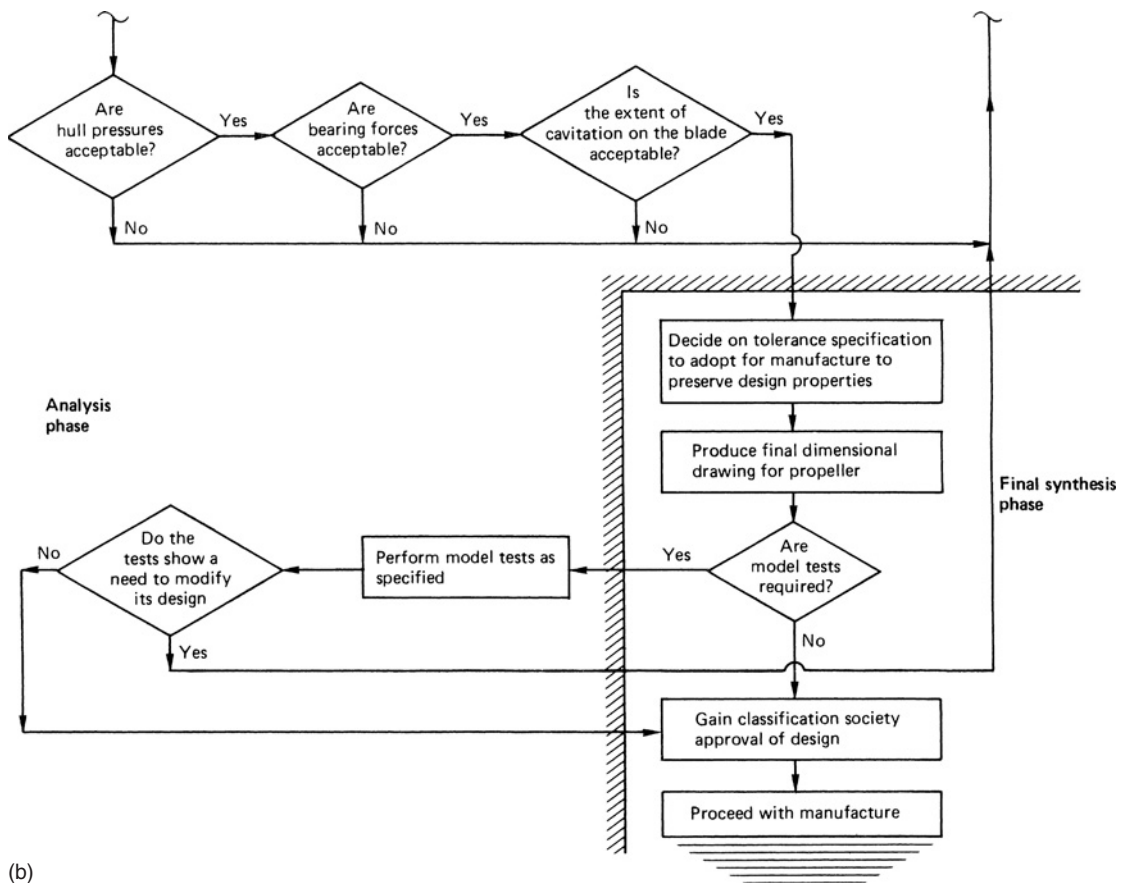 Are
hull pressures
acceptable?
Yes
No
Are
bearing forces
acceptable?
Yes
No
Is
the extent of
cavitation on the blade
acceptable?
Yes
No
Decide on tolerance specification
to adopt for manufacture to
preserve design properties
Analysis
phase
Produce final dimensional
drawing for propeller
Final synthesis
phase
Are
model tests
required?
Yes
No
Perform model tests as
specified
Do the
tests show a
need to modify
its design
No
Yes
Gain classification society
approval of design
Proceed with manufacture
(b)